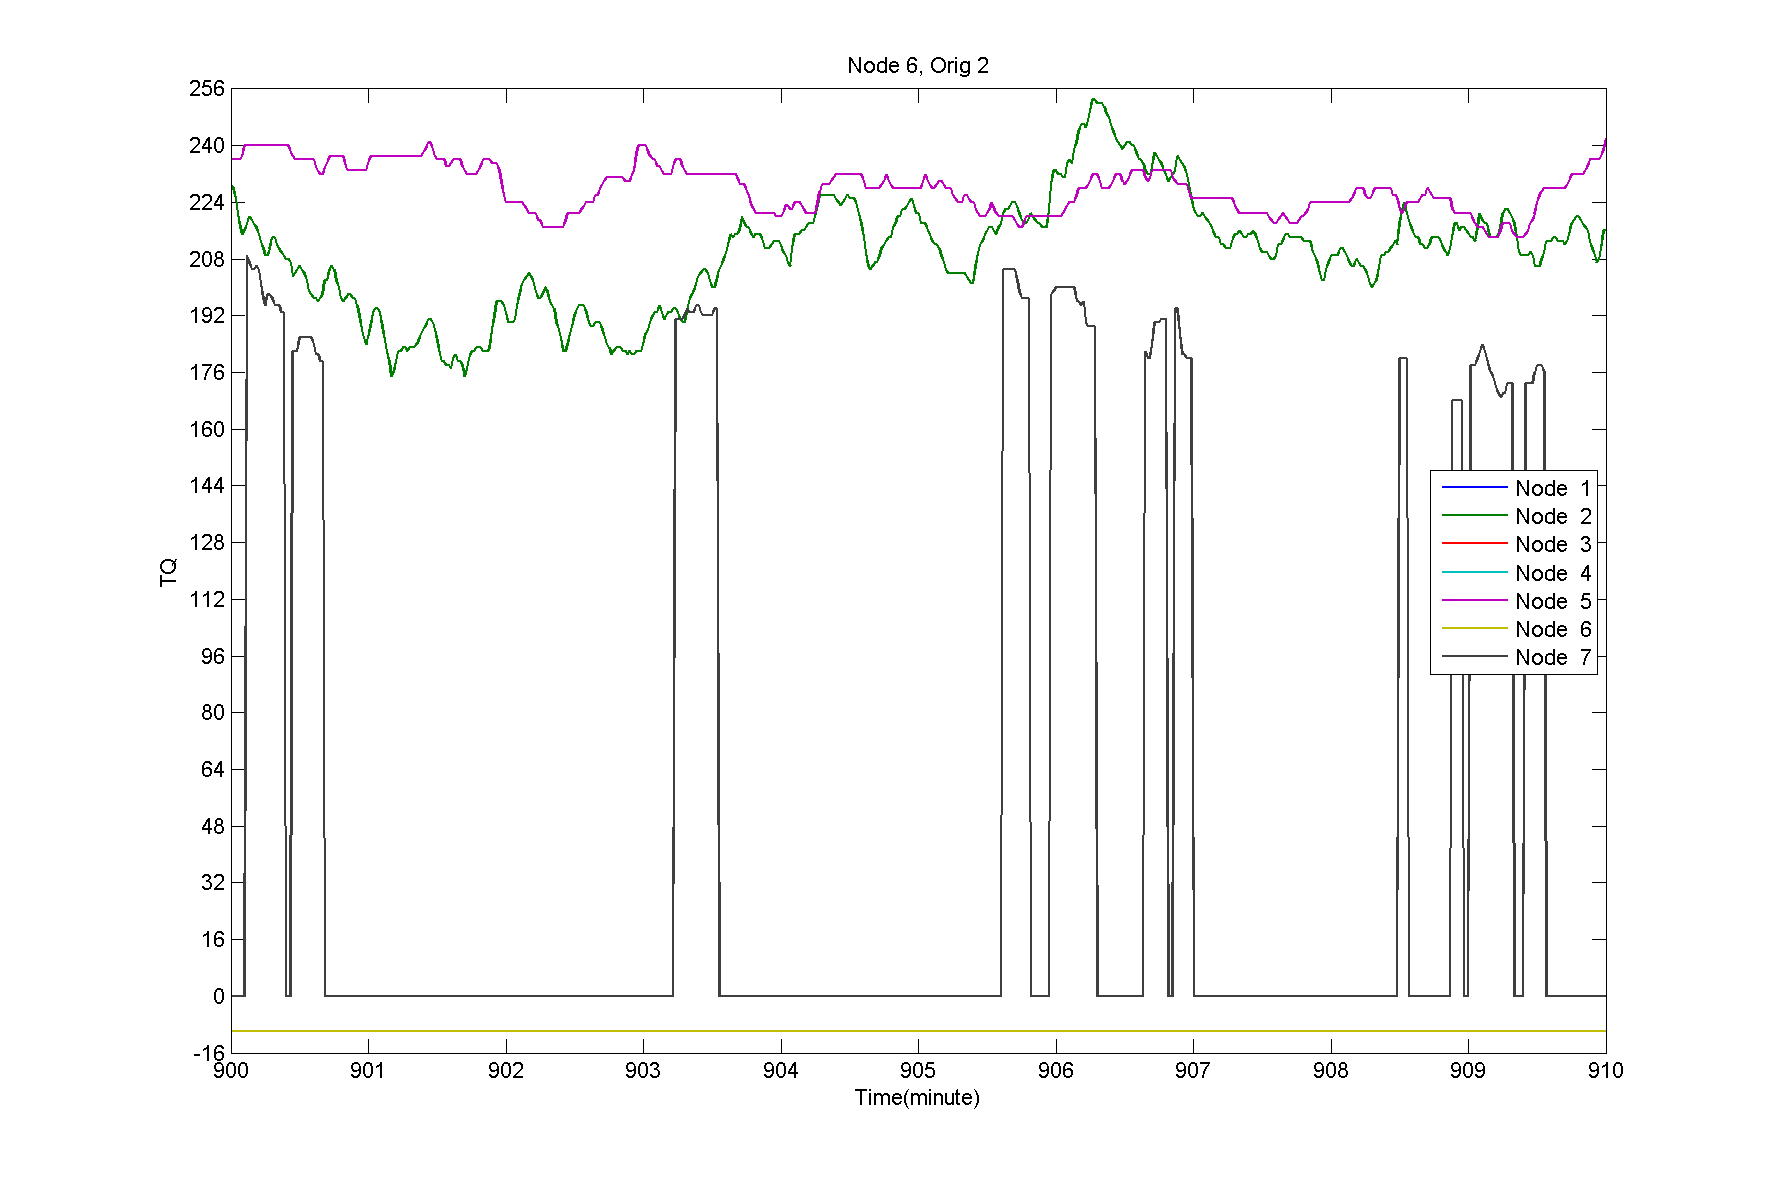 Node 6, Orig 2
256
240
224
208
192
176
160
144
128
112
96
80
64
48
32
16
0
-16
TQ
Node 1
Node 2
Node 3
Node 4
Node 5
Node 6
Node 7
900 901 902 903 904 905 906 907 908 909 910
Time(minute)